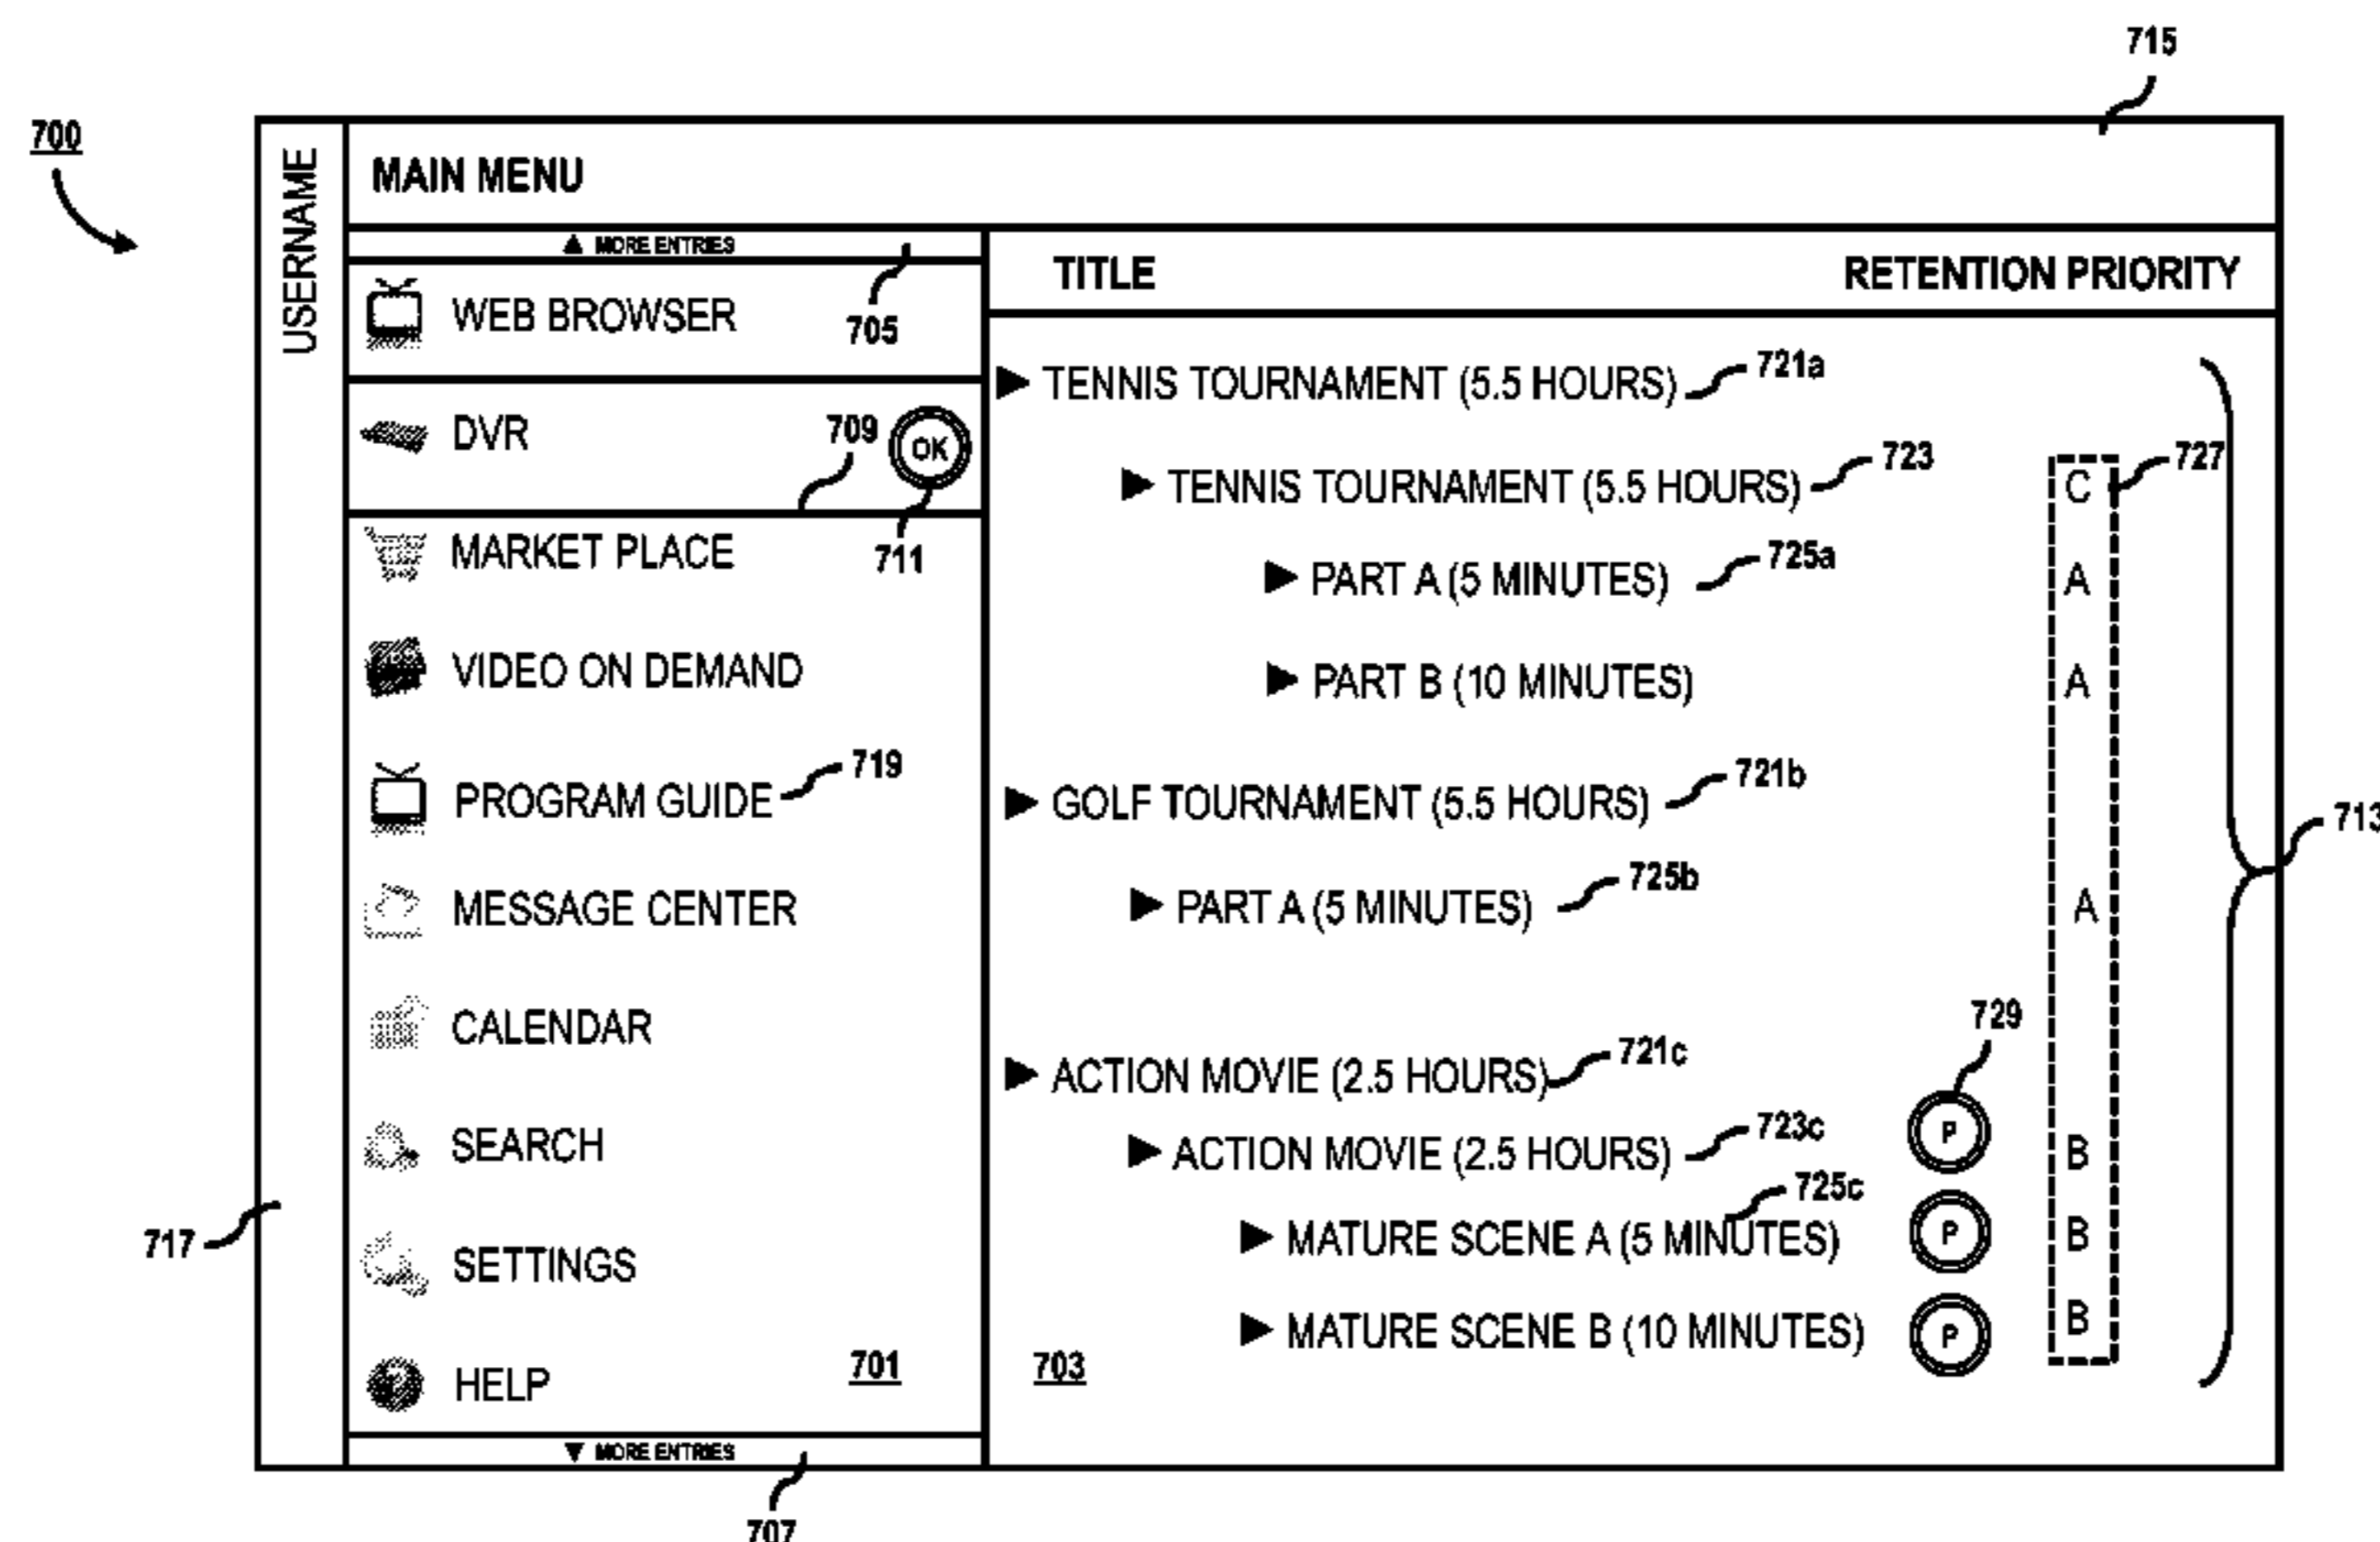 715
700
USERNAME
MAIN MENU
▲ MORE ENTRIES
705
TITLE RETENTION PRIORITY
WEB BROWSER
DVR
709
OK
711
MARKET PLACE
VIDEO ON DEMAND
PROGRAM GUIDE 719
MESSAGE CENTER
CALENDAR
SEARCH
SETTINGS
HELP
701
▼ MORE ENTRIES
707
717
▶ TENNIS TOURNAMENT (5.5 HOURS) 721a
▶ TENNIS TOURNAMENT (5.5 HOURS) 723 C 727
▶ PART A (5 MINUTES) 725a A
▶ PART B (10 MINUTES) A
▶ GOLF TOURNAMENT (5.5 HOURS) 721b
713
▶ PART A (5 MINUTES) 725b A
729
▶ ACTION MOVIE (2.5 HOURS) 721c
▶ ACTION MOVIE (2.5 HOURS) 723c P B
▶ MATURE SCENE A (5 MINUTES) 725c P B
▶ MATURE SCENE B (10 MINUTES) P B
703